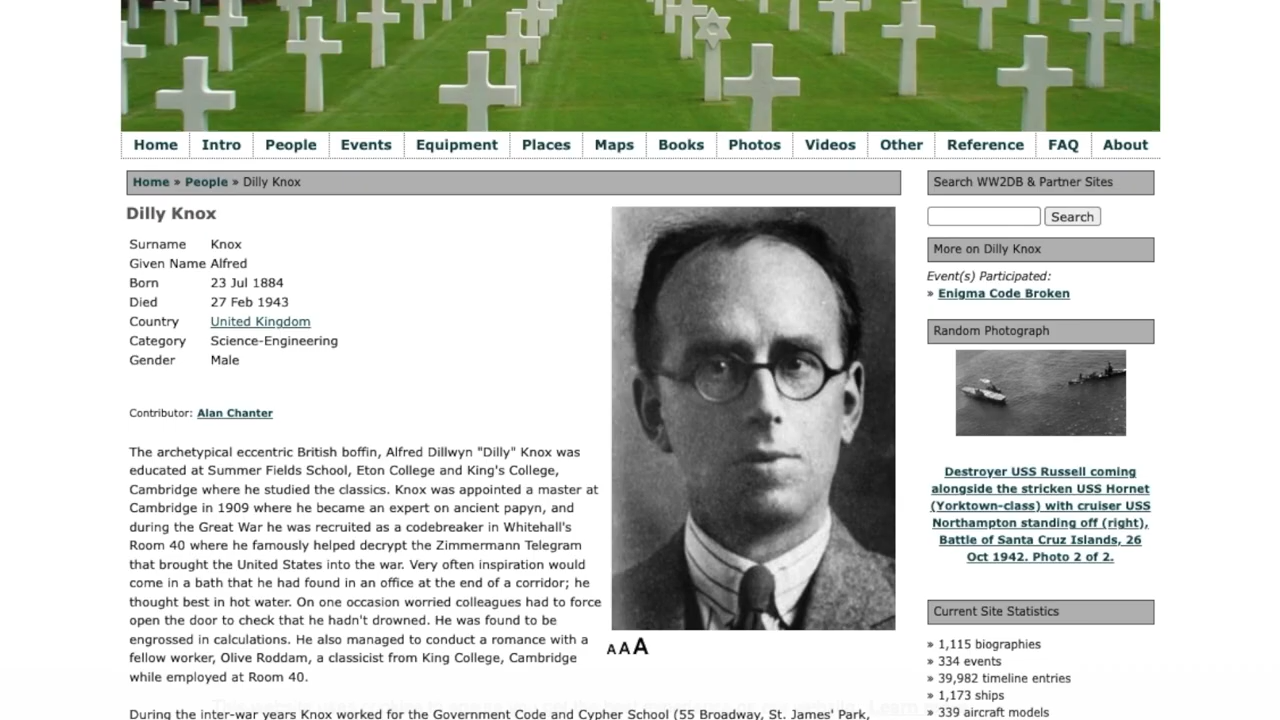 Home Intro People Events Equipment Places Maps Books Photos Videos Other Reference FAQ About
Home » People » Dilly Knox
Dilly Knox
Surname Knox
Given Name Alfred
Born 23 Jul 1884
Died 27 Feb 1943
Country United Kingdom
Category Science-Engineering
Gender Male
Contributor: Alan Chanter
The archetypical eccentric British boffin, Alfred Dillwyn "Dilly" Knox was
educated at Summer Fields School, Eton College and King's College,
Cambridge where he studied the classics. Knox was appointed a master at
Cambridge in 1909 where he became an expert on ancient papyn, and
during the Great War he was recruited as a codebreaker in Whitehall's
Room 40 where he famously helped decrypt the Zimmermann Telegram
that brought the United States into the war. Very often inspiration would
come in a bath that he had found in an office at the end of a corridor; he
thought best in hot water. On one occasion worried colleagues had to force
open the door to check that he hadn't drowned. He was found to be
engrossed in calculations. He also managed to conduct a romance with a
fellow worker, Olive Roddam, a classicist from King College, Cambridge
while employed at Room 40.
A A A
During the inter-war years Knox worked for the Government Code and Cypher School (55 Broadway, St. James' Park,
Search WW2DB & Partner Sites
Search
More on Dilly Knox
Event(s) Participated:
» Enigma Code Broken
Random Photograph
Destroyer USS Russell coming
alongside the stricken USS Hornet
(Yorktown-class) with cruiser USS
Northampton standing off (right),
Battle of Santa Cruz Islands, 26
Oct 1942. Photo 2 of 2.
Current Site Statistics
» 1,115 biographies
» 334 events
» 39,982 timeline entries
» 1,173 ships
» 339 aircraft models